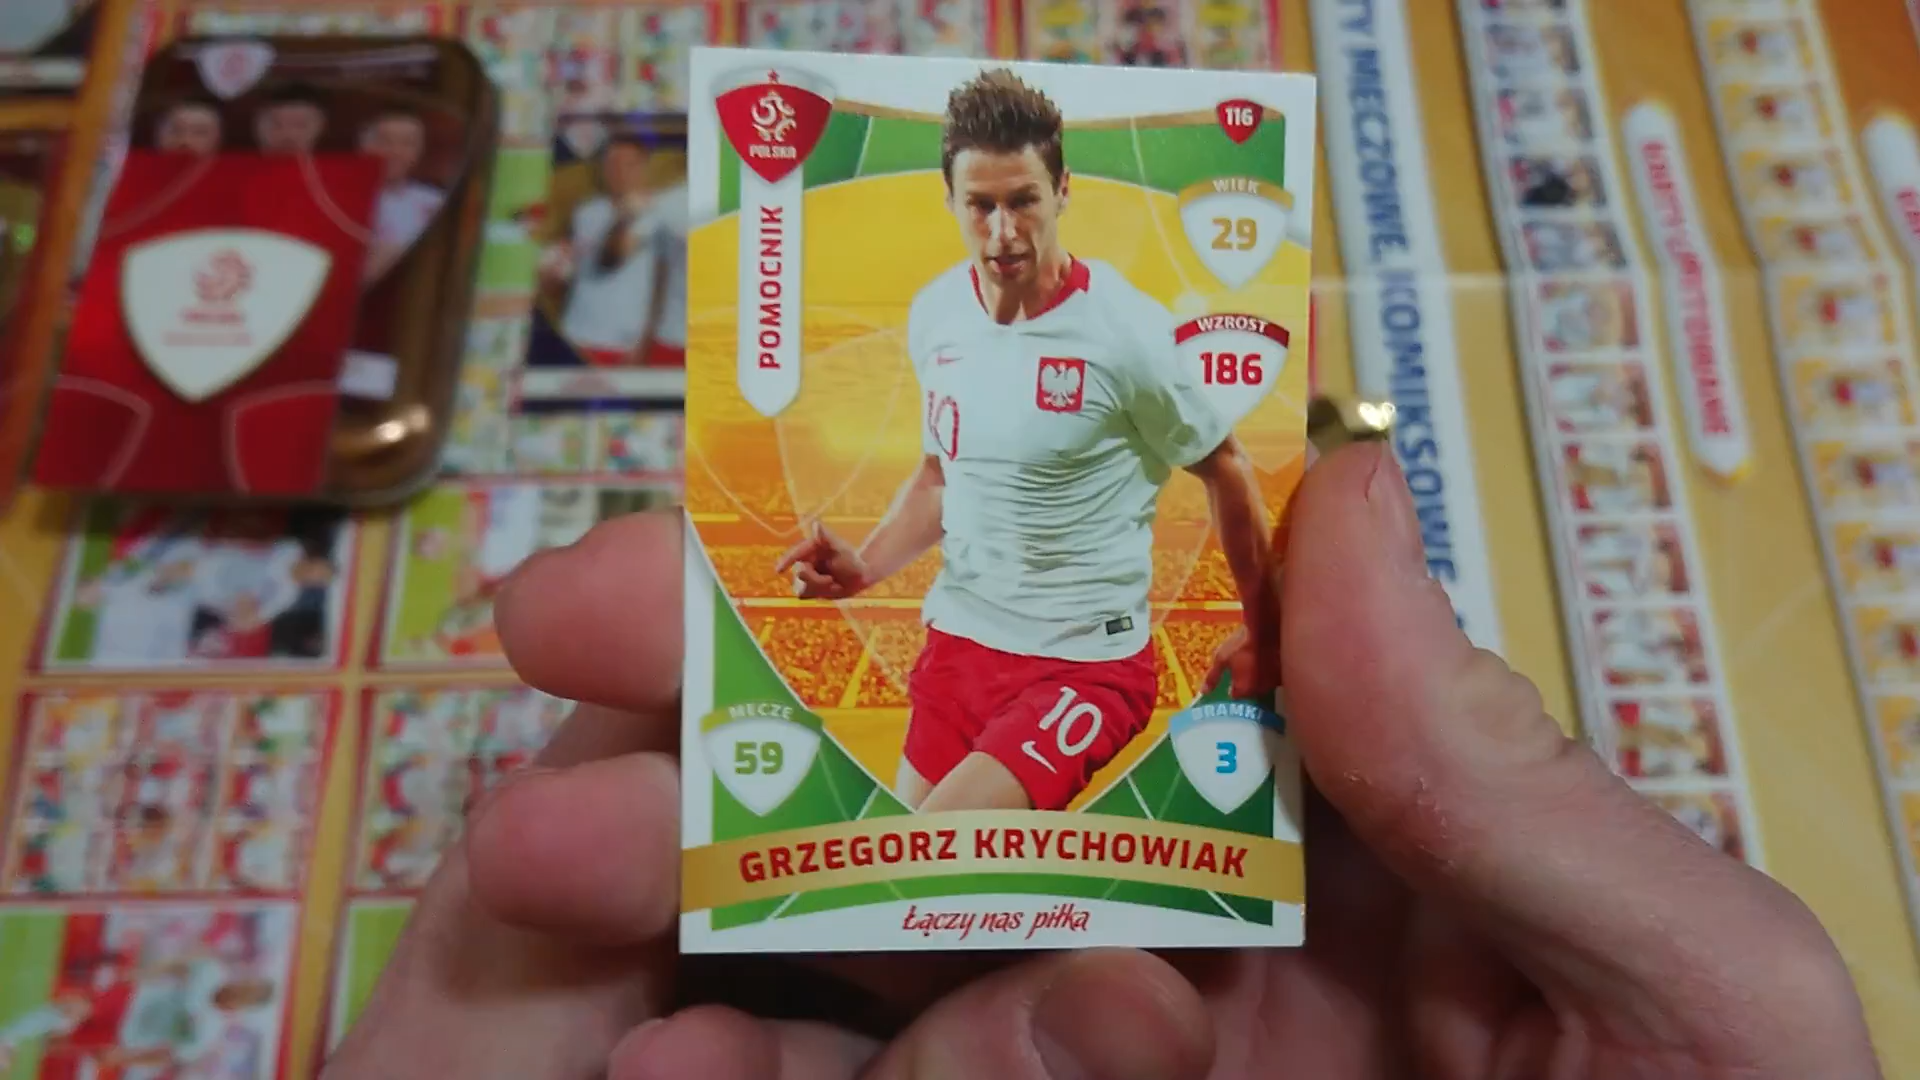 POLSKA
116
POMOCNIK
WIEK
29
WZROST
186
10
10
MECZE
59
BRAMKI
3
GRZEGORZ KRYCHOWIAK
Łączy nas piłka
TY MECZOWE, KOMIKSOWE